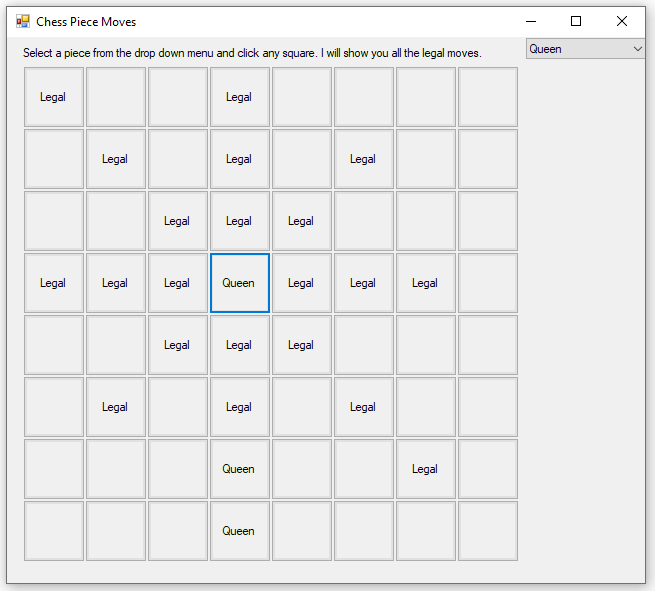 Chess Piece Moves
Select a piece from the drop down menu and click any square. I will show you all the legal moves.
Queen
Legal Legal
Legal Legal Legal
Legal Legal Legal
Legal Legal Legal Queen Legal Legal Legal
Legal Legal Legal
Legal Legal Legal
Queen Legal
Queen